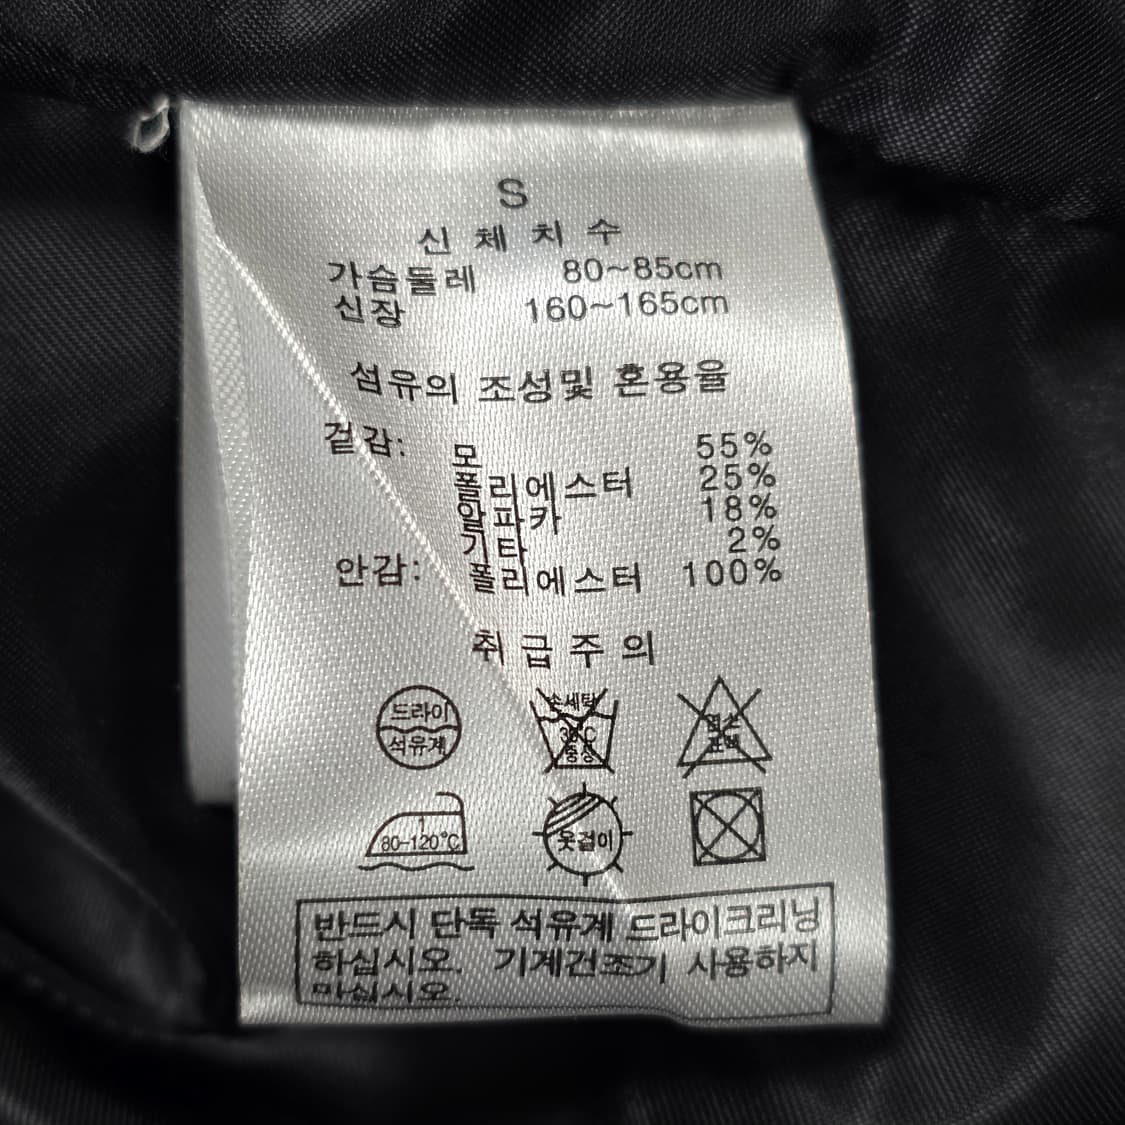 S
신 체 치 수
가슴둘레 80~85cm
신장 160~165cm
섬유의 조성및 혼용율
겉감: 모 55%
폴리에스터 25%
알파카 18%
기타 2%
안감: 폴리에스터 100%
취 급 주 의
드라이
석유계
손세탁
30℃
중성
염소
표백
80-120℃
옷걸이
반드시 단독 석유계 드라이크리닝
하십시오. 기계건조기 사용하지
마십시오.